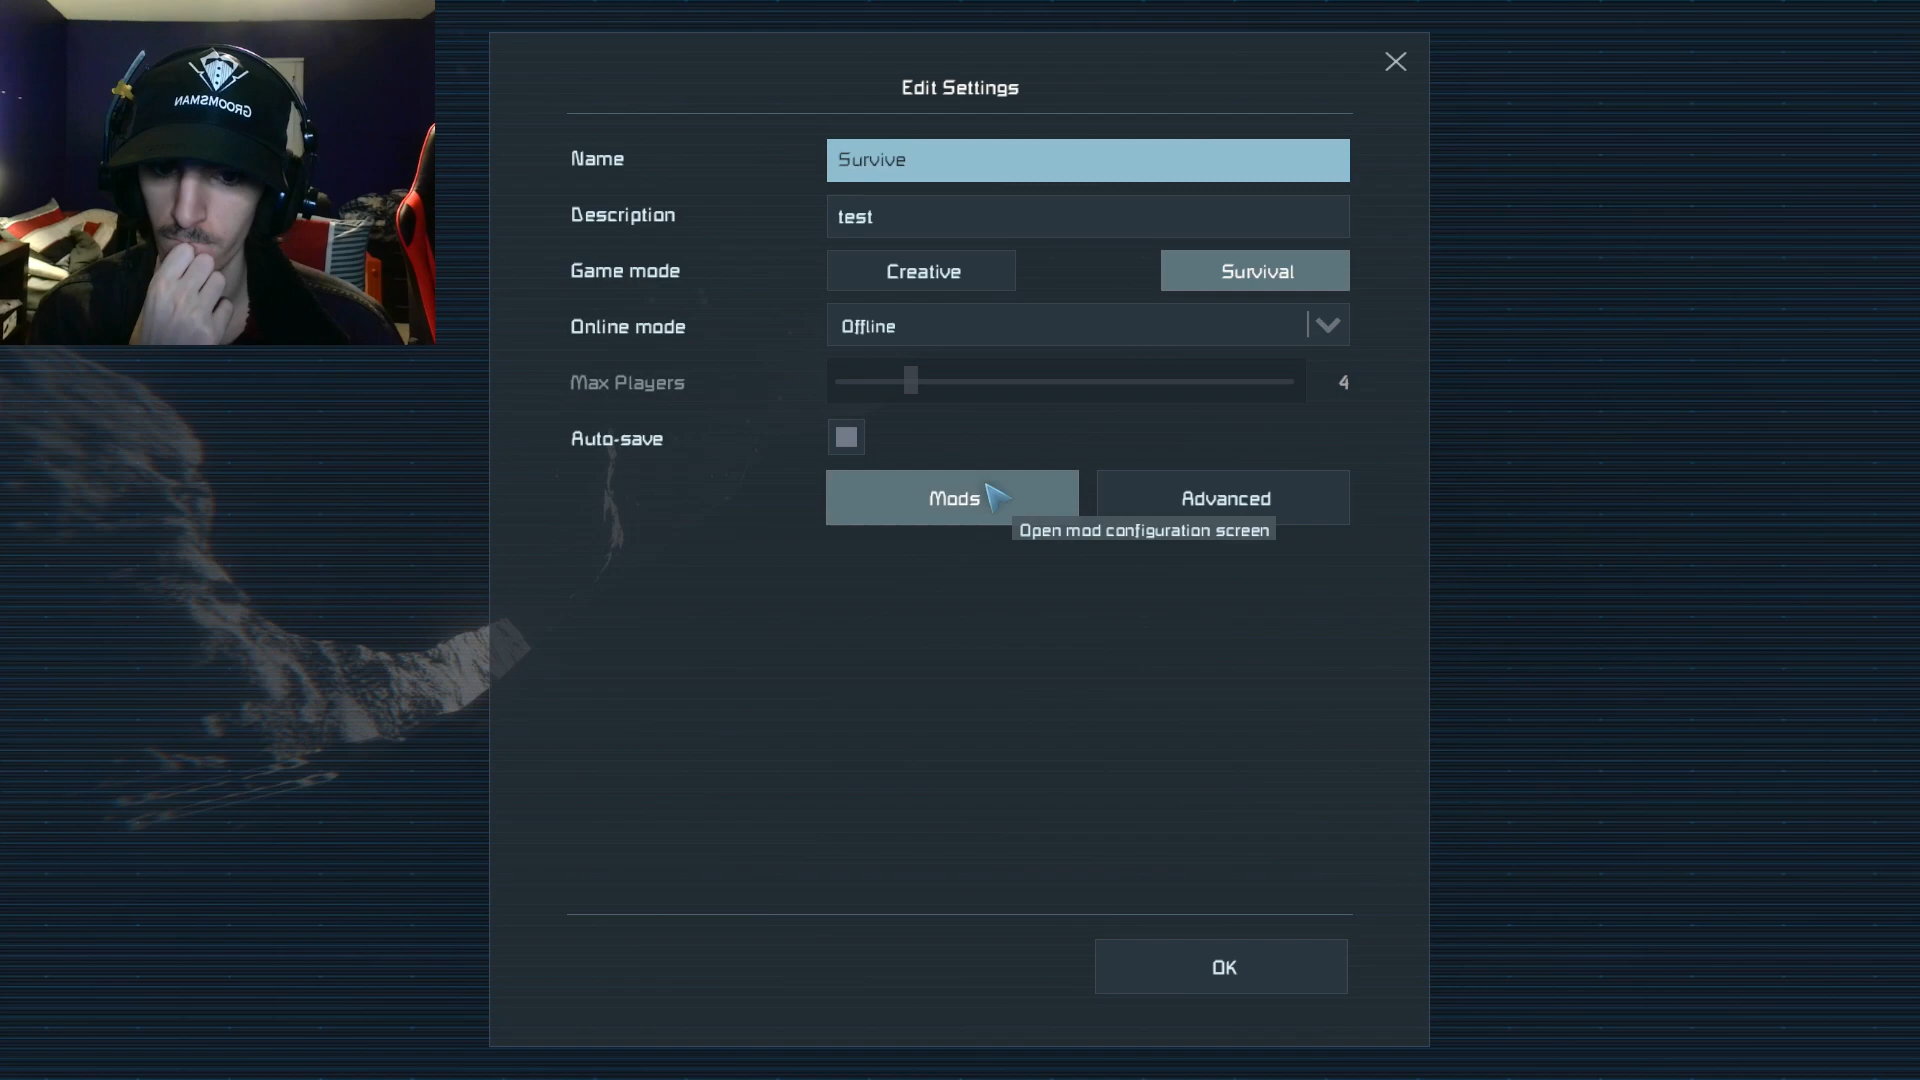 GROOMSMAN
Edit Settings
Name
Survive
Description
test
Game mode
Creative
Survival
Online mode
Offline
Max Players
4
Auto-save
Mods
Advanced
Open mod configuration screen
OK